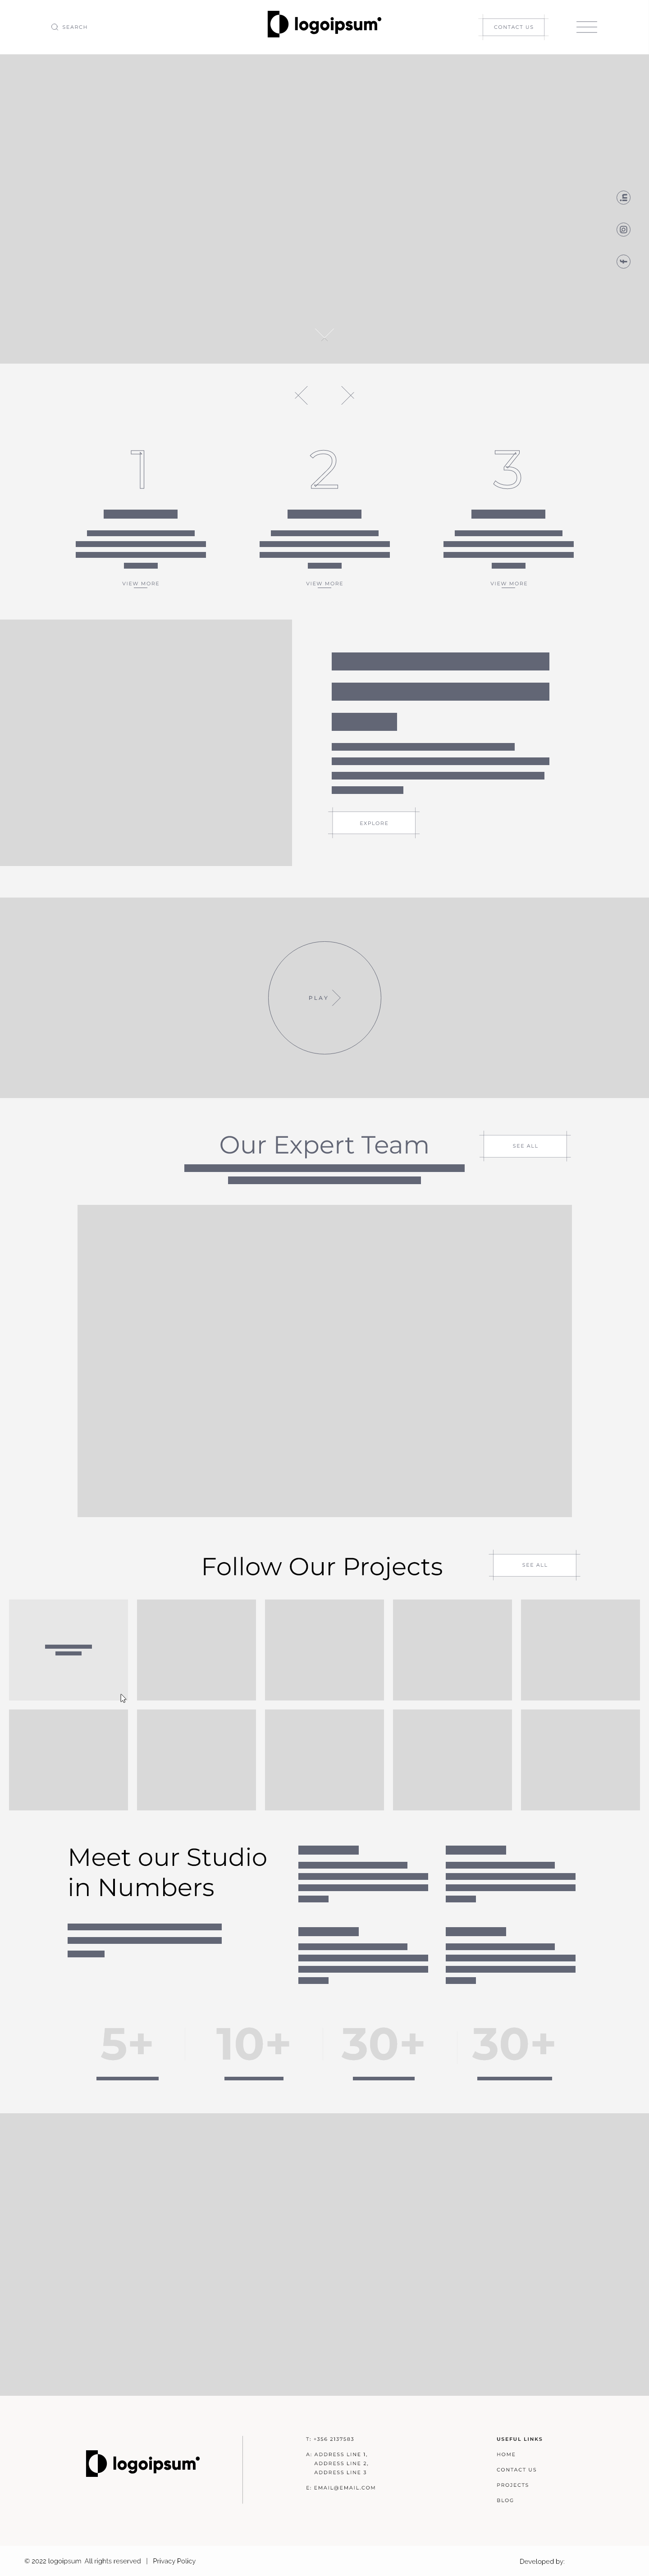 SEARCH
logoipsum
CONTACT US
in
f
1
2
3
VIEW MORE
VIEW MORE
VIEW MORE
EXPLORE
PLAY
Our Expert Team
SEE ALL
Follow Our Projects
SEE ALL
Meet our Studio
in Numbers
5+
10+
30+
30+
logoipsum
T: +356 2137583
A: ADDRESS LINE 1,
ADDRESS LINE 2,
ADDRESS LINE 3
E: EMAIL@EMAIL.COM
USEFUL LINKS
HOME
CONTACT US
PROJECTS
BLOG
© 2022 logoipsum  All rights reserved   |   Privacy Policy
Developed by: